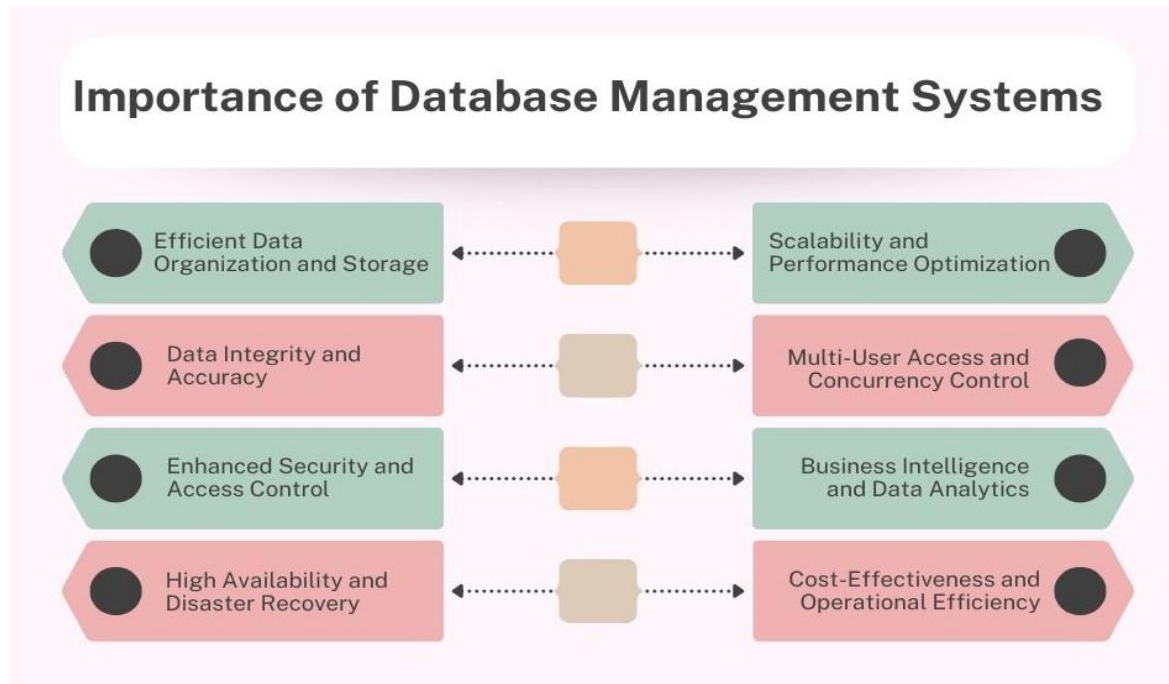 Importance of Database Management Systems
Efficient Data
Organization and Storage
Scalability and
Performance Optimization
Data Integrity and
Accuracy
Multi-User Access and
Concurrency Control
Enhanced Security and
Access Control
Business Intelligence
and Data Analytics
High Availability and
Disaster Recovery
Cost-Effectiveness and
Operational Efficiency